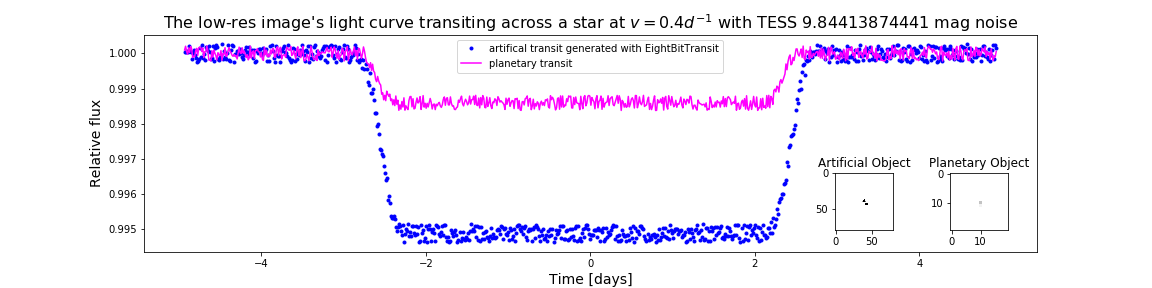 The low-res image's light curve transiting across a star at v = 0.4d⁻¹ with TESS 9.84413874441 mag noise
artifical transit generated with EightBitTransit
planetary transit
Relative flux
1.000
0.999
0.998
0.997
0.996
0.995
Artificial Object
0
50
0 50
Planetary Object
0
10
0 10
−4 −2 0 2 4
Time [days]